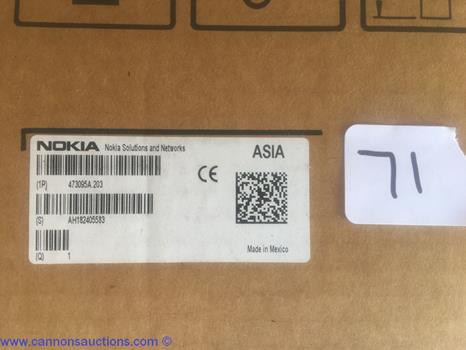 NOKIA Nokia Solutions and Networks
ASIA
(1P) 473095A.203
(S) AH182405583
(Q) 1
Made in Mexico
CE
71
www.cannonsauctions.com ©